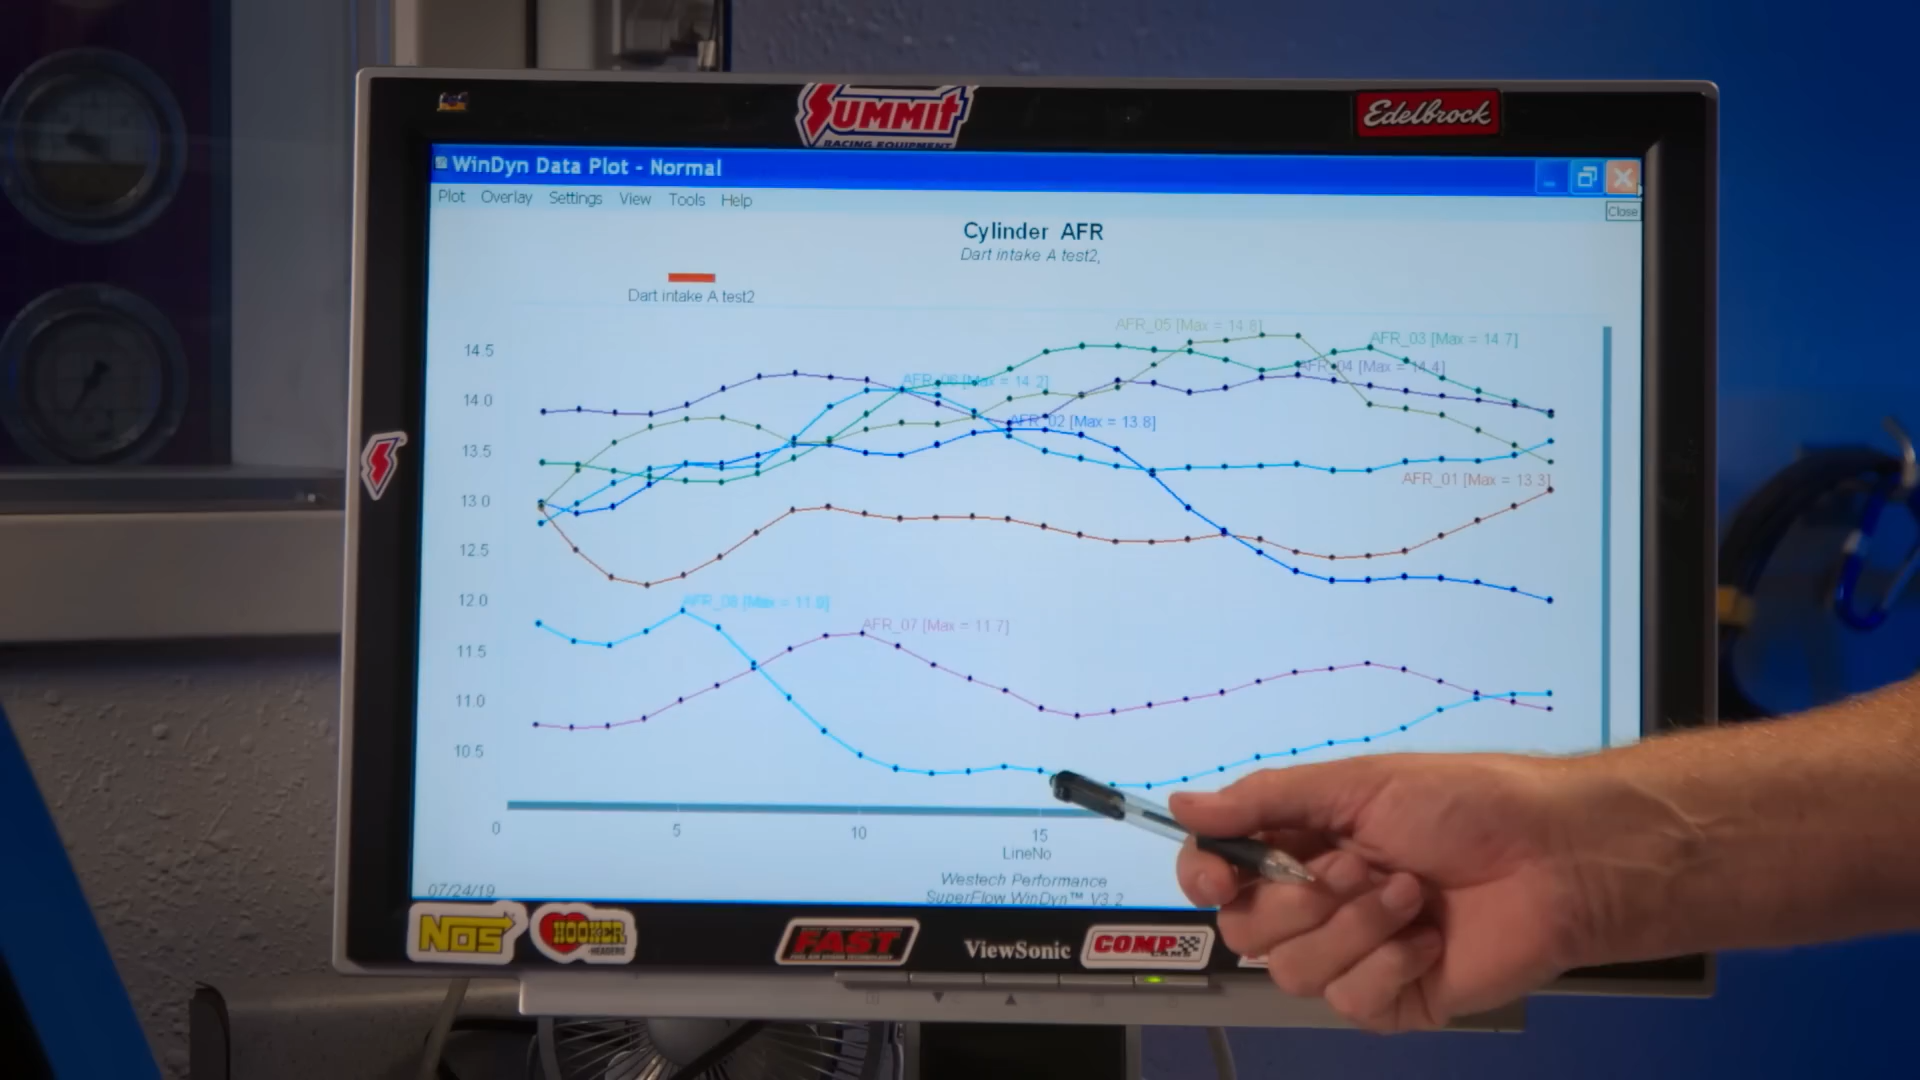 SUMMIT
RACING EQUIPMENT
Edelbrock
WinDyn Data Plot - Normal
Plot Overlay Settings View Tools Help
Close
Cylinder AFR
Dart intake A test2,
Dart intake A test2
AFR_05 [Max = 14.8]
AFR_03 [Max = 14.7]
14.5
AFR_04 [Max = 14.4]
AFR_06 [Max = 14.2]
14.0
AFR_02 [Max = 13.8]
13.5
AFR_01 [Max = 13.3]
13.0
12.5
12.0
AFR_08 [Max = 11.9]
AFR_07 [Max = 11.7]
11.5
11.0
10.5
0 5 10 15
LineNo
Westech Performance
07/24/19
SuperFlow WinDyn™ V3.2
NOS
HOOKER
HEADERS
FAST
ViewSonic
COMP
CAMS